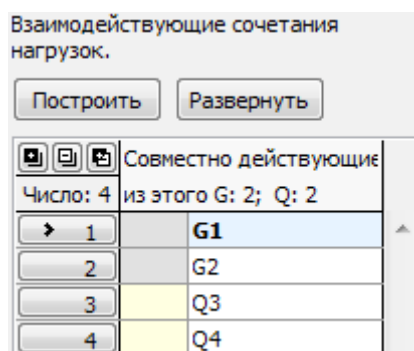 Взаимодействующие сочетания
нагрузок.
Построить Развернуть
Совместно действующие
Число: 4 из этого G: 2; Q: 2
1 G1
2 G2
3 Q3
4 Q4